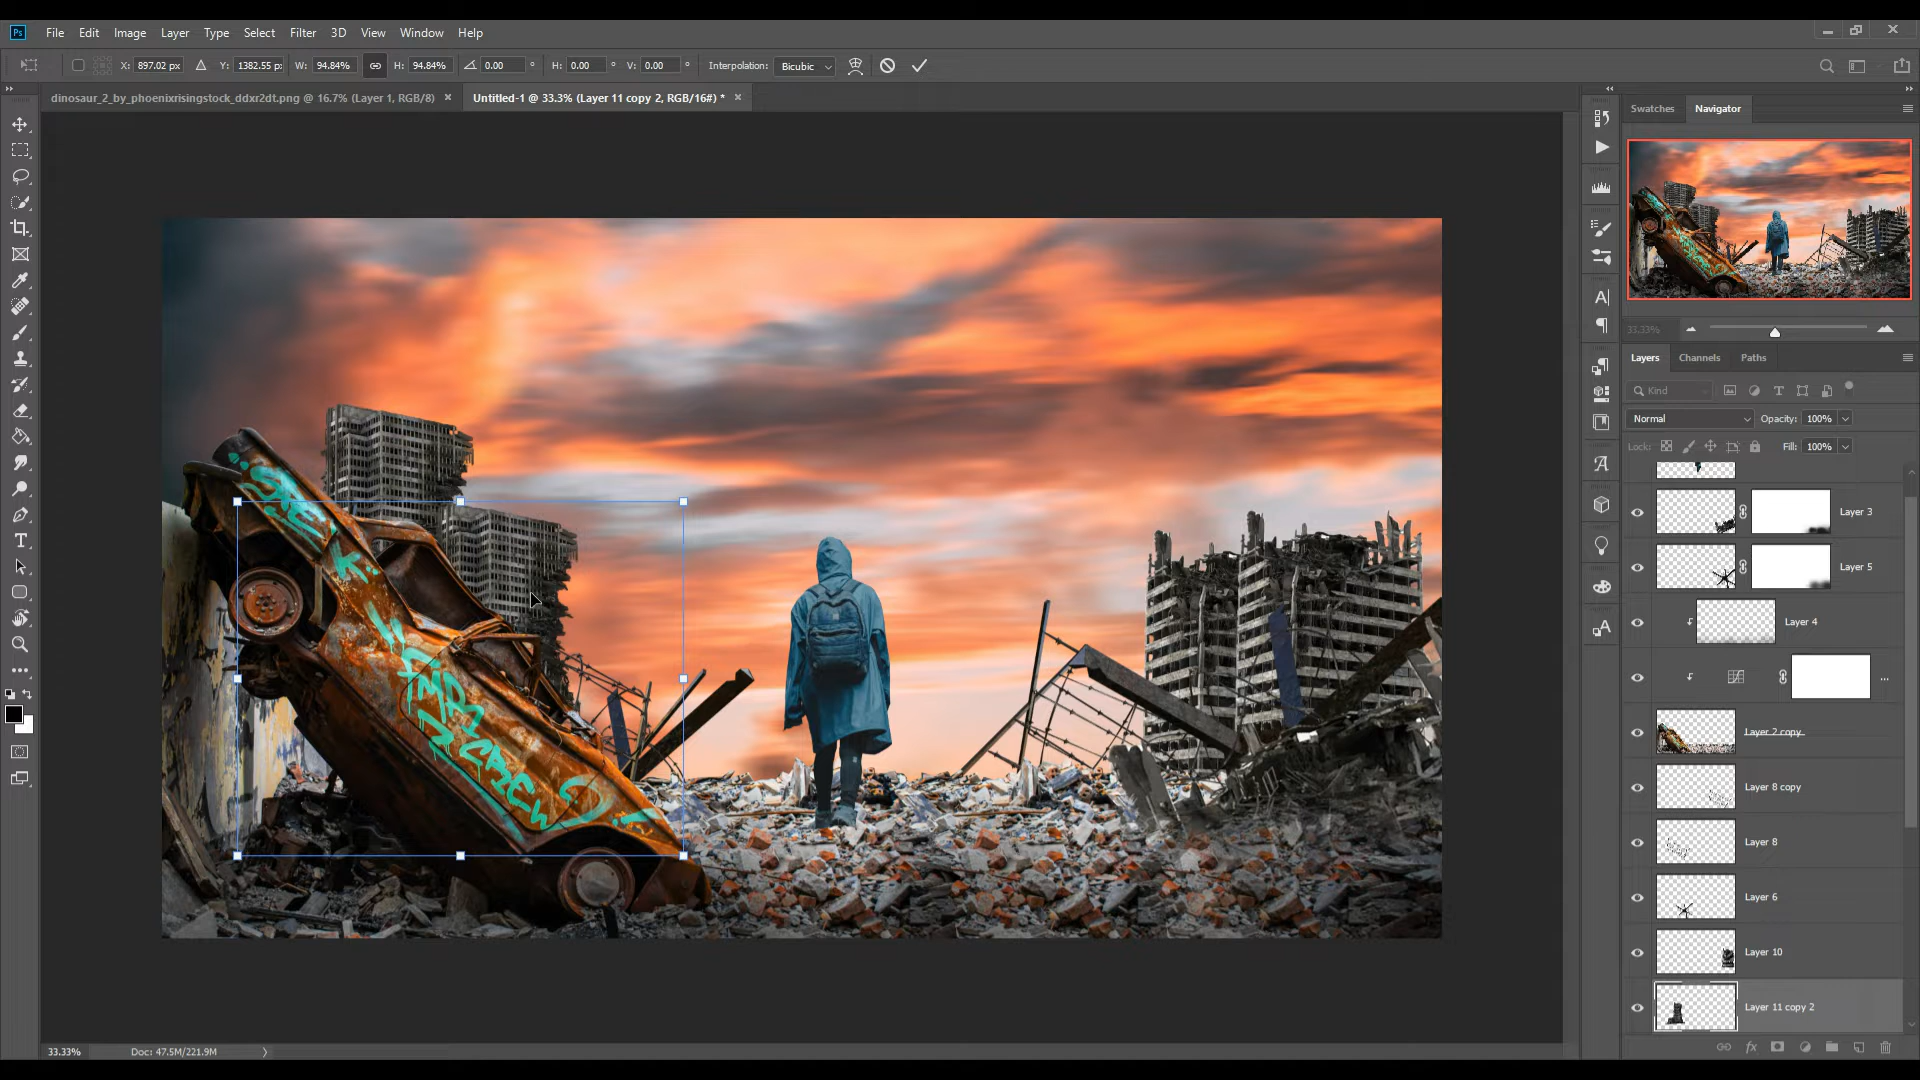 Ps File Edit Image Layer Type Select Filter 3D View Window Help
X: 897.02 px Y: 1382.55 p: W: 94.84% H: 94.84% 0.00 ° H: 0.00 ° V: 0.00 ° Interpolation: Bicubic
dinosaur_2_by_phoenixrisingstock_ddxr2dt.png @ 16.7% (Layer 1, RGB/8) × Untitled-1 @ 33.3% (Layer 11 copy 2, RGB/16#) * ×
Swatches Navigator
33.33%
Layers Channels Paths
Kind
Normal Opacity: 100%
Lock: Fill: 100%
Layer 3
Layer 5
Layer 4
...
Layer 2 copy
Layer 8 copy
Layer 8
Layer 6
Layer 10
Layer 11 copy 2
fx
33.33% Doc: 47.5M/221.9M